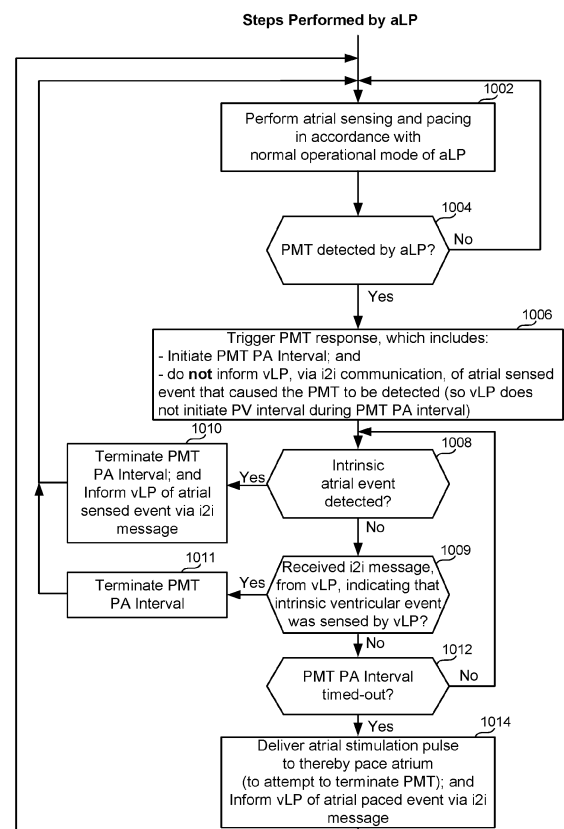 Steps Performed by aLP
1002
Perform atrial sensing and pacing
in accordance with
normal operational mode of aLP
1004
PMT detected by aLP?
No
Yes
1006
Trigger PMT response, which includes:
- Initiate PMT PA Interval; and
- do not inform vLP, via i2i communication, of atrial sensed
event that caused the PMT to be detected (so vLP does
not initiate PV interval during PMT PA interval)
1010
Terminate PMT
PA Interval; and
Inform vLP of atrial
sensed event via i2i
message
Yes
1008
Intrinsic
atrial event
detected?
No
1011
Terminate PMT
PA Interval
Yes
1009
Received i2i message,
from vLP, indicating that
intrinsic ventricular event
was sensed by vLP?
No
1012
PMT PA Interval
timed-out?
No
Yes
1014
Deliver atrial stimulation pulse
to thereby pace atrium
(to attempt to terminate PMT); and
Inform vLP of atrial paced event via i2i
message